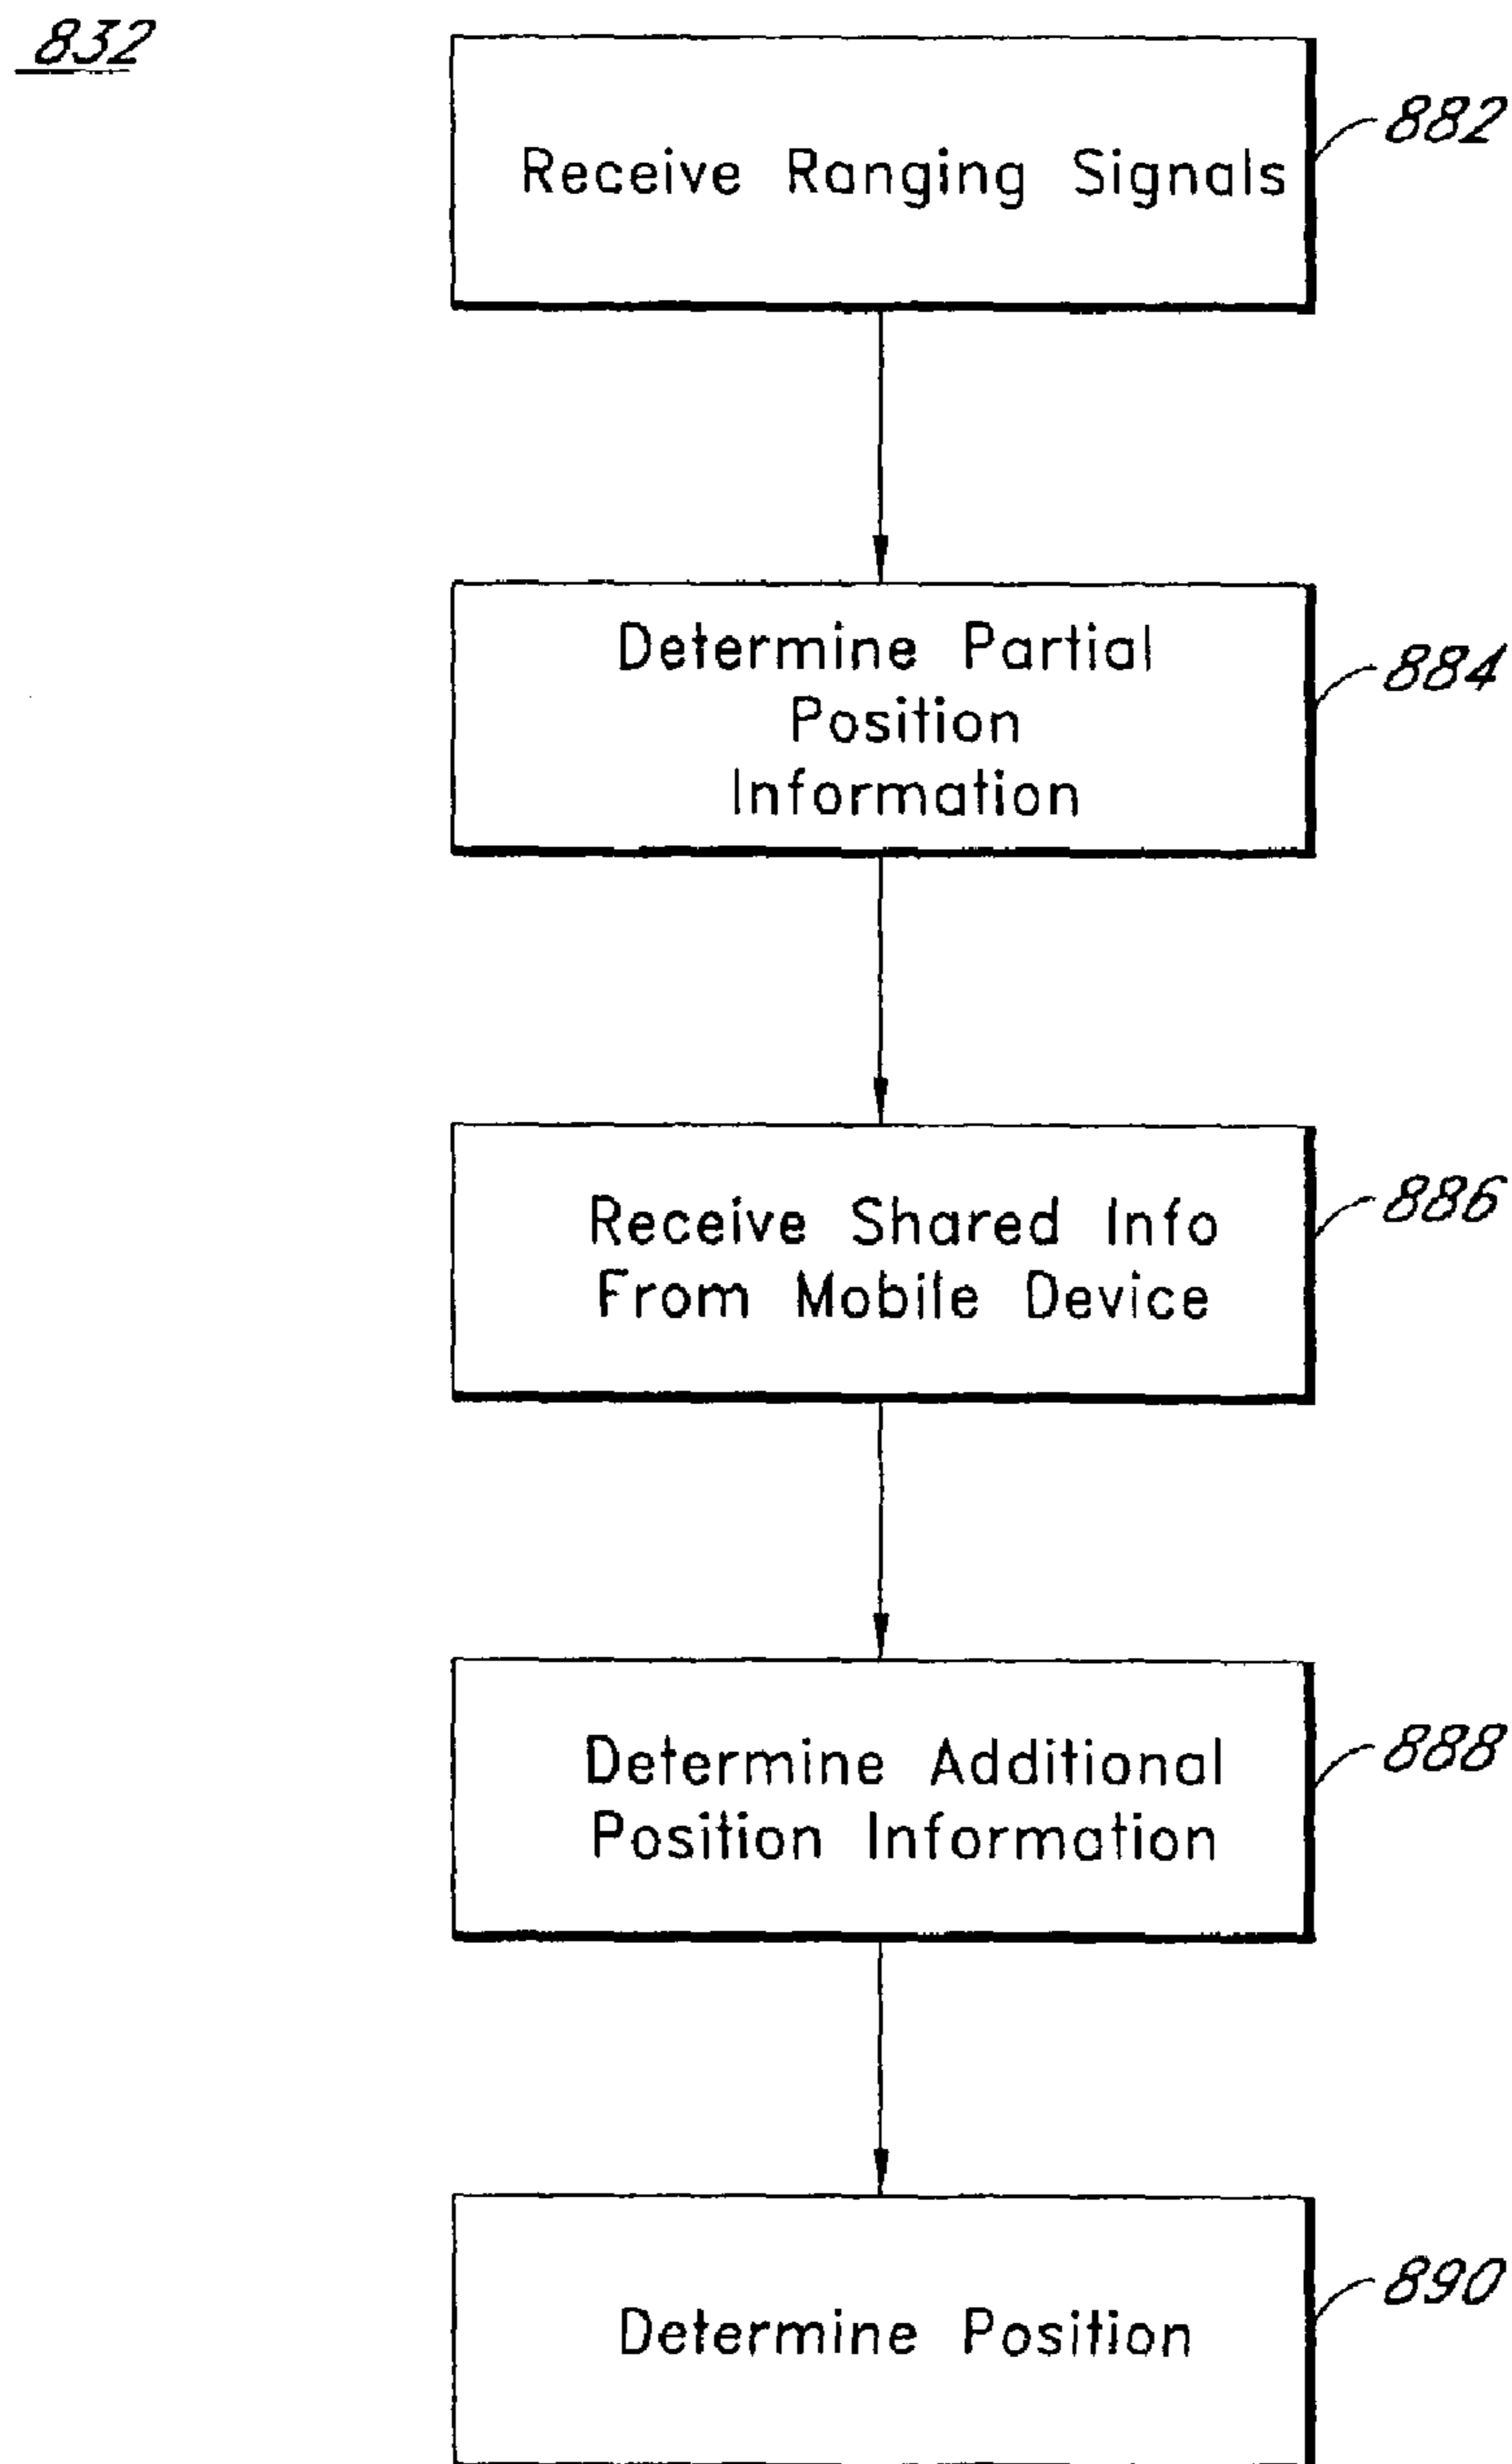 832
Receive Ranging Signals
882
Determine Partial
Position
Information
884
Receive Shared Info
From Mobile Device
886
Determine Additional
Position Information
888
Determine Position
890